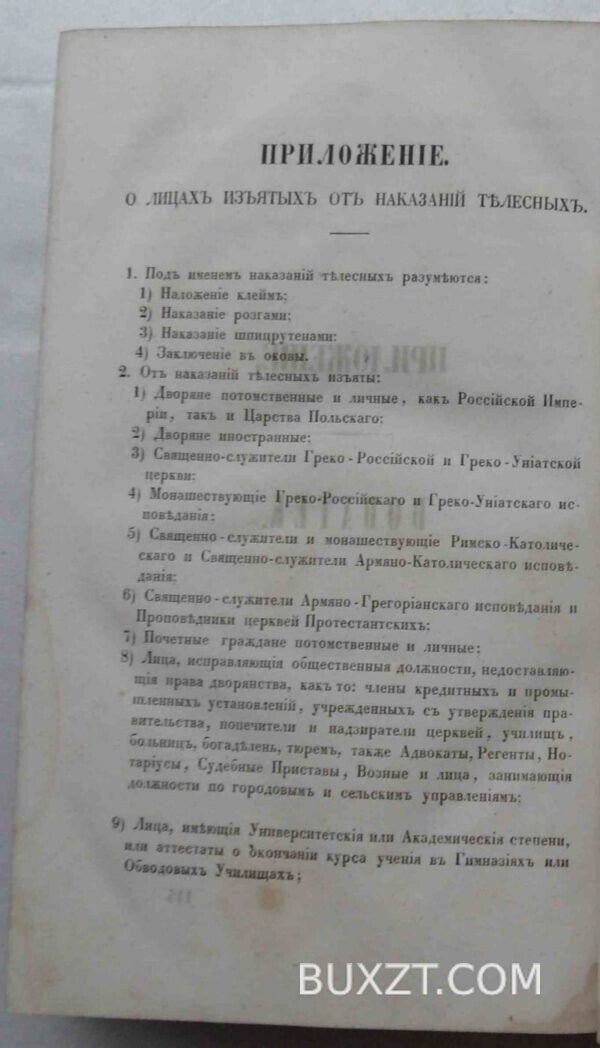 ПРИЛОЖЕНІЕ.
О ЛИЦАХЪ ИЗЪЯТЫХЪ ОТЪ НАКАЗАНІЙ ТѢЛЕСНЫХЪ.
1. Подъ именемъ наказаній тѣлесныхъ разумѣются:
1) Наложеніе клеймъ;
2) Наказаніе розгами;
3) Наказаніе шпицрутенами;
4) Заключеніе въ оковы.
2. Отъ наказаній тѣлесныхъ изъяты:
1) Дворяне потомственные и личные, какъ Россійской Импе-
ріи, такъ и Царства Польскаго;
2) Дворяне иностранные;
3) Священно-служители Греко-Россійской и Греко-Уніатской
церкви;
4) Монашествующіе Греко-Россійскаго и Греко-Уніатскаго ис-
повѣданія;
5) Священно-служители и монашествующіе Римско-Католиче-
скаго и Священно-служители Армяно-Католическаго исповѣ-
данія;
6) Священно-служители Армяно-Грегоріанскаго исповѣданія и
Проповѣдники церквей Протестантскихъ;
7) Почетные граждане потомственные и личные;
8) Лица, исправляющія общественныя должности, недоставляю-
щія права дворянства, какъ то: члены кредитныхъ и промы-
шленныхъ установленій, учрежденныхъ съ утвержденія пра-
вительства, попечители и надзиратели церквей, училищъ,
больницъ, богадѣлень, тюремъ, также Адвокаты, Регенты, Но-
таріусы, Судебные Приставы, Возные и лица, занимающія
должности по городовымъ и сельскимъ управленіямъ;
9) Лица, имѣющія Университетскія или Академическія степени,
или аттестаты о окончаніи курса ученія въ Гимназіяхъ или
Обводовыхъ Училищахъ;
BUXZT.COM